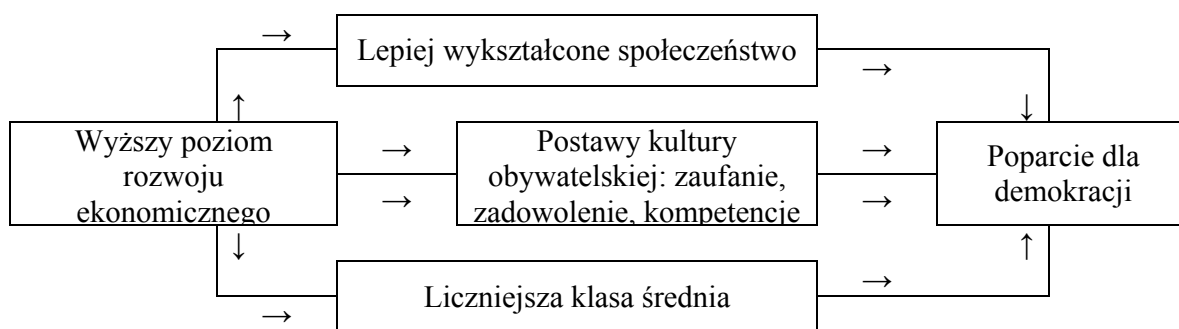 →
Lepiej wykształcone społeczeństwo
→
↑
↓
Wyższy poziom
rozwoju
ekonomicznego
→
→
Postawy kultury
obywatelskiej: zaufanie,
zadowolenie, kompetencje
→
→
Poparcie dla
demokracji
↓
↑
→
Liczniejsza klasa średnia
→